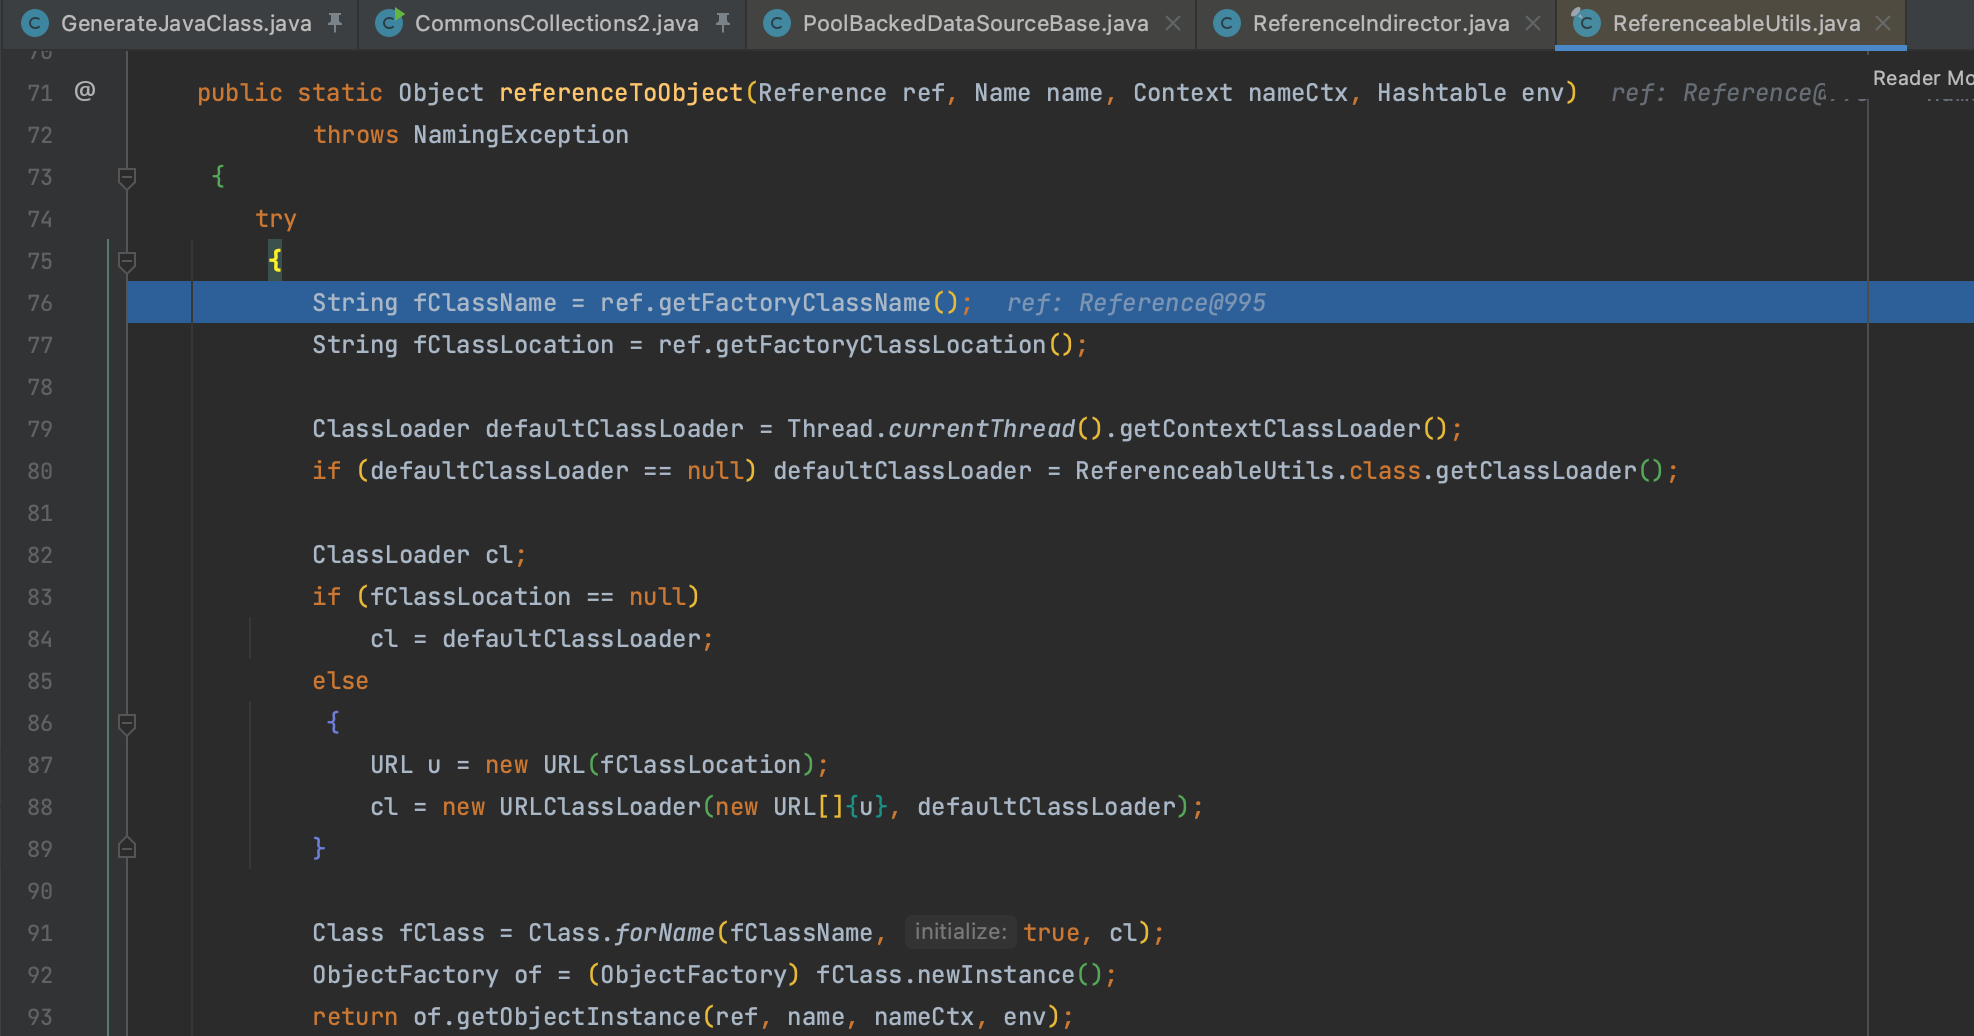 GenerateJavaClass.java CommonsCollections2.java PoolBackedDataSourceBase.java ReferenceIndirector.java ReferenceableUtils.java
70
71 @ public static Object referenceToObject(Reference ref, Name name, Context nameCtx, Hashtable env) ref: Reference@ Reader Mo
72 throws NamingException
73 {
74 try
75 {
76 String fClassName = ref.getFactoryClassName(); ref: Reference@995
77 String fClassLocation = ref.getFactoryClassLocation();
78
79 ClassLoader defaultClassLoader = Thread.currentThread().getContextClassLoader();
80 if (defaultClassLoader == null) defaultClassLoader = ReferenceableUtils.class.getClassLoader();
81
82 ClassLoader cl;
83 if (fClassLocation == null)
84 cl = defaultClassLoader;
85 else
86 {
87 URL u = new URL(fClassLocation);
88 cl = new URLClassLoader(new URL[]{u}, defaultClassLoader);
89 }
90
91 Class fClass = Class.forName(fClassName, initialize: true, cl);
92 ObjectFactory of = (ObjectFactory) fClass.newInstance();
93 return of.getObjectInstance(ref, name, nameCtx, env);